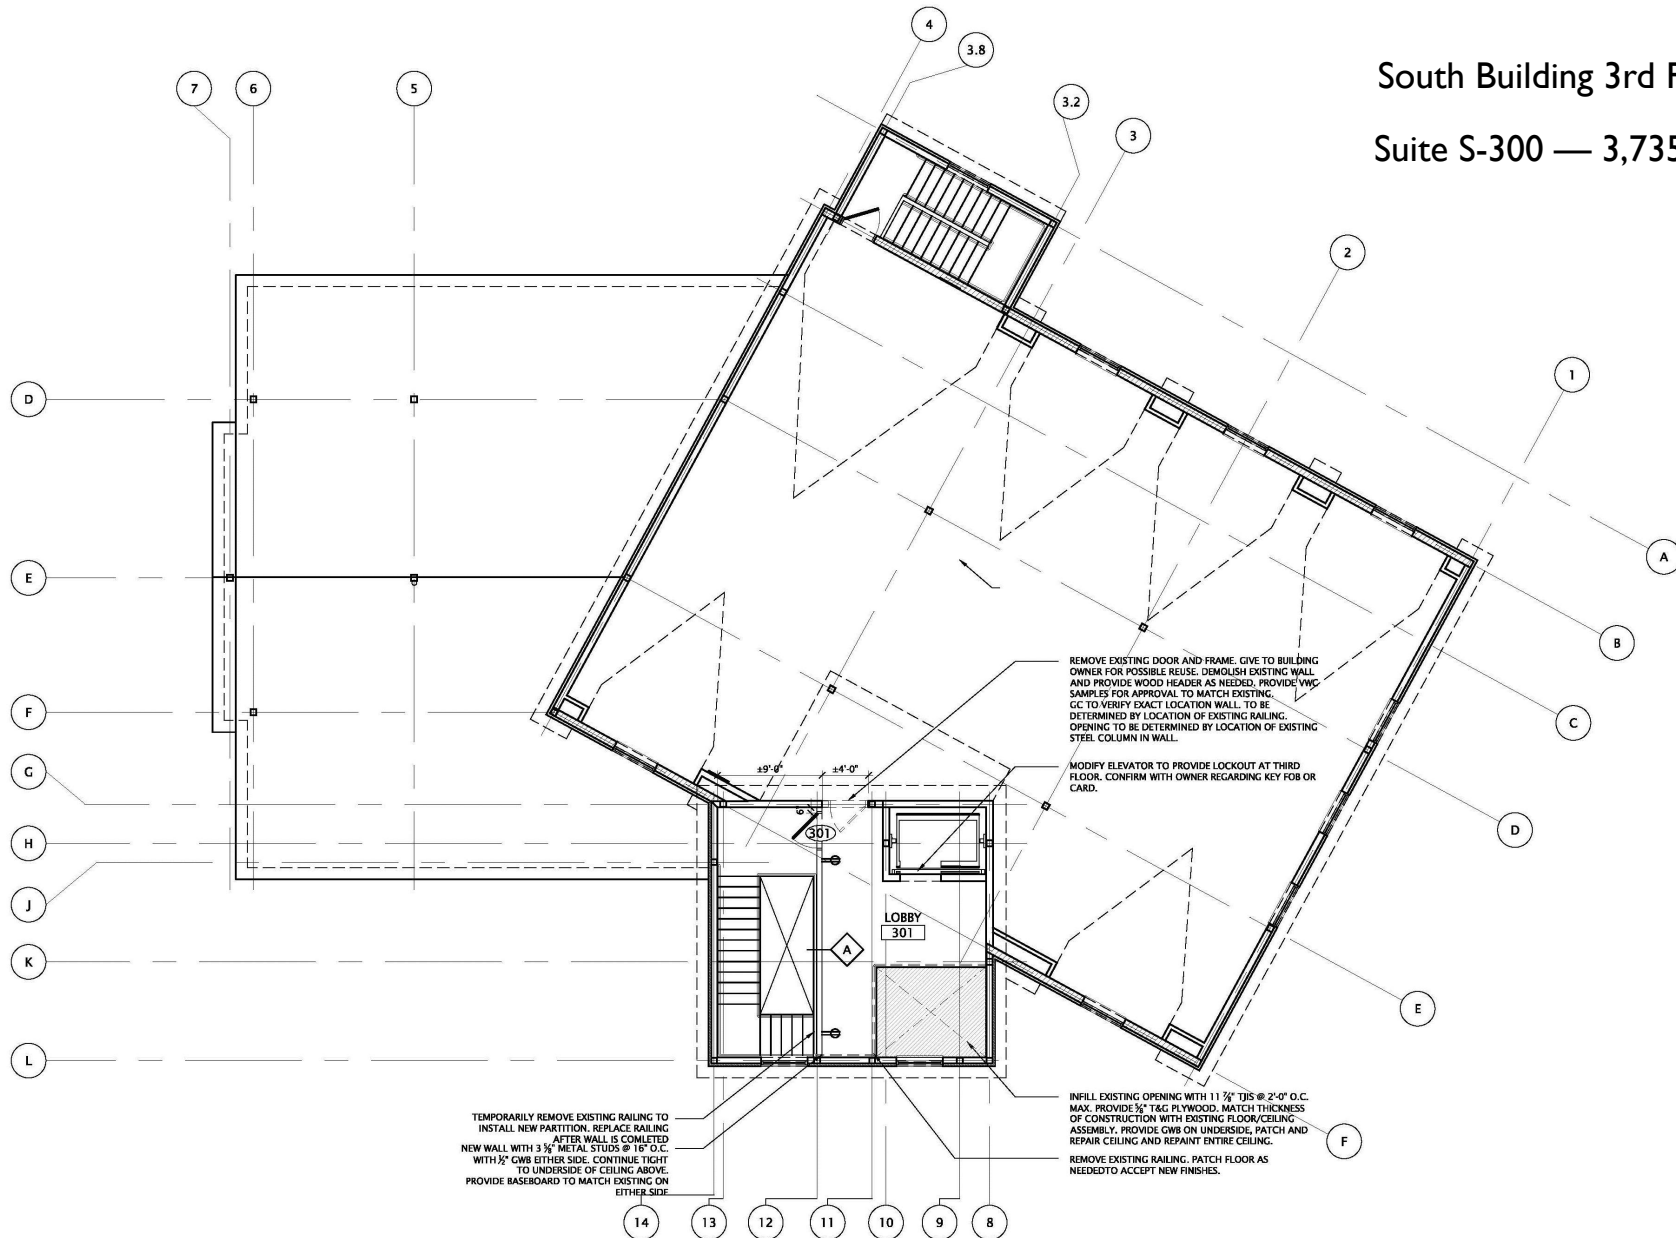 South Building 3rd F
Suite S-300 — 3,735
4
3.8
7
6
5
3.2
3
2
1
D
E
F
G
H
J
K
L
A
B
C
D
E
F
REMOVE EXISTING DOOR AND FRAME. GIVE TO BUILDING
OWNER FOR POSSIBLE REUSE. DEMOLISH EXISTING WALL
AND PROVIDE WOOD HEADER AS NEEDED. PROVIDE VWC
SAMPLES FOR APPROVAL TO MATCH EXISTING.
GC TO VERIFY EXACT LOCATION WALL. TO BE
DETERMINED BY LOCATION OF EXISTING RAILING.
OPENING TO BE DETERMINED BY LOCATION OF EXISTING
STEEL COLUMN IN WALL.
MODIFY ELEVATOR TO PROVIDE LOCKOUT AT THIRD
FLOOR. CONFIRM WITH OWNER REGARDING KEY FOB OR
CARD.
±9'-0"
±4'-0"
6"
301
LOBBY
301
A
TEMPORARILY REMOVE EXISTING RAILING TO
INSTALL NEW PARTITION. REPLACE RAILING
AFTER WALL IS COMLETED
NEW WALL WITH 3 ⅝" METAL STUDS @ 16" O.C.
WITH ½" GWB EITHER SIDE. CONTINUE TIGHT
TO UNDERSIDE OF CEILING ABOVE.
PROVIDE BASEBOARD TO MATCH EXISTING ON
EITHER SIDE
INFILL EXISTING OPENING WITH 11 ⅞" TJIS @ 2'-0" O.C.
MAX. PROVIDE ⅝" T&G PLYWOOD. MATCH THICKNESS
OF CONSTRUCTION WITH EXISTING FLOOR/CEILING
ASSEMBLY. PROVIDE GWB ON UNDERSIDE, PATCH AND
REPAIR CEILING AND REPAINT ENTIRE CEILING.
REMOVE EXISTING RAILING. PATCH FLOOR AS
NEEDEDTO ACCEPT NEW FINISHES.
14
13
12
11
10
9
8